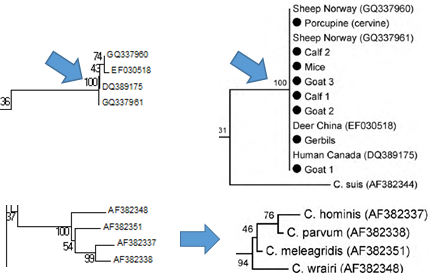 74
GQ337960
43
EF030518
100
DQ389175
GQ337961
36
Sheep Norway (GQ337960)
Porcupine (cervine)
Sheep Norway (GQ337961)
Calf 2
Mice
100
Goat 3
Calf 1
Goat 2
Deer China (EF030518)
31
Gerbils
Human Canada (DQ389175)
Goat 1
C. suis (AF382344)
37
AF382348
AF382351
100
54
AF382337
99
AF382338
76
C. hominis (AF382337)
46
C. parvum (AF382338)
C. meleagridis (AF382351)
94
C. wrairi (AF382348)